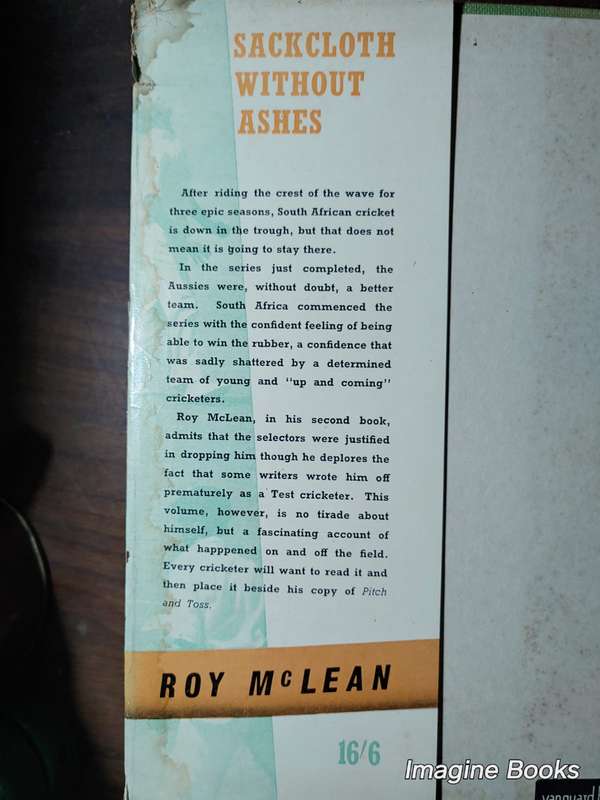 SACKCLOTH
WITHOUT
ASHES
After riding the crest of the wave for
three epic seasons, South African cricket
is down in the trough, but that does not
mean it is going to stay there.
In the series just completed, the
Aussies were, without doubt, a better
team. South Africa commenced the
series with the confident feeling of being
able to win the rubber, a confidence that
was sadly shattered by a determined
team of young and "up and coming"
cricketers.
Roy McLean, in his second book,
admits that the selectors were justified
in dropping him though he deplores the
fact that some writers wrote him off
prematurely as a Test cricketer. This
volume, however, is no tirade about
himself, but a fascinating account of
what happpened on and off the field.
Every cricketer will want to read it and
then place it beside his copy of Pitch
and Toss.
ROY McLEAN
16/6
Imagine Books
vanguard